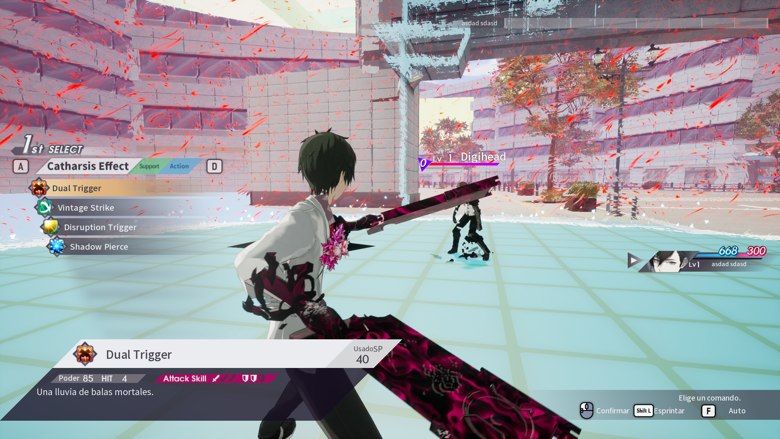 asdad sdasd
1st SELECT
A Catharsis Effect Support Action D
Dual Trigger
Vintage Strike
Disruption Trigger
Shadow Pierce
0 Lv 1 Digihead
668 300
Lv1 asdad sdasd
Dual Trigger UsadoSP
40
Poder 85 HIT 4 Attack Skill
Una lluvia de balas mortales.
Elige un comando.
Confirmar Skih L Esprintar F Auto